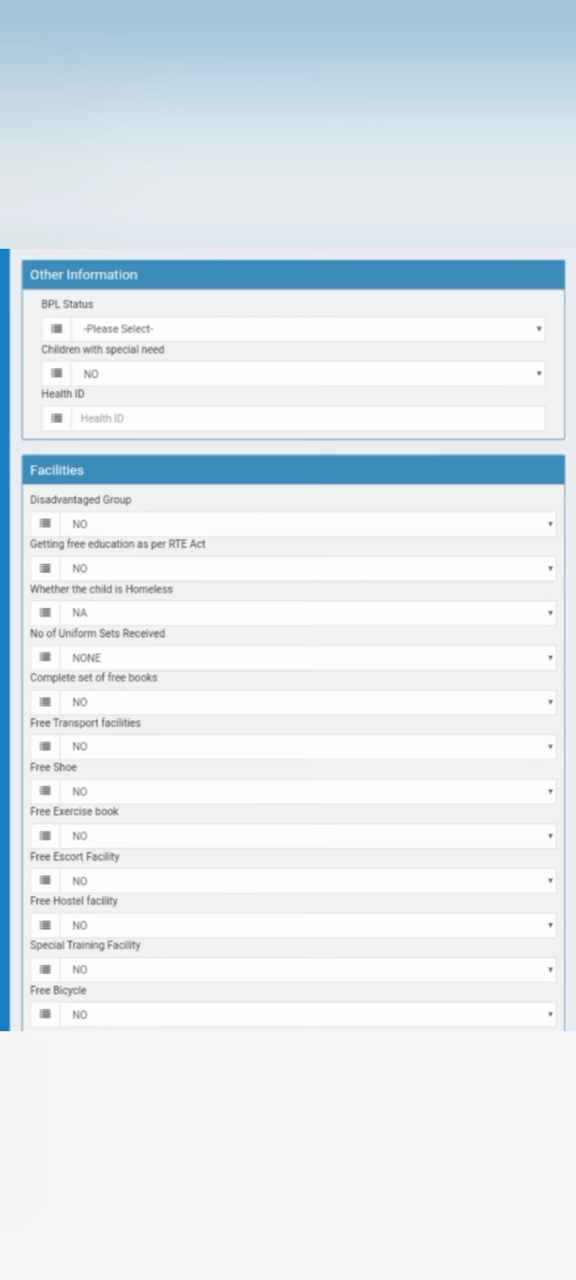 Other Information
BPL Status
-Please Select-
Children with special need
NO
Health ID
Health ID
Facilities
Disadvantaged Group
NO
Getting free education as per RTE Act
NO
Whether the child is Homeless
NA
No of Uniform Sets Received
NONE
Complete set of free books
NO
Free Transport facilities
NO
Free Shoe
NO
Free Exercise book
NO
Free Escort Facility
NO
Free Hostel facility
NO
Special Training Facility
NO
Free Bicycle
NO